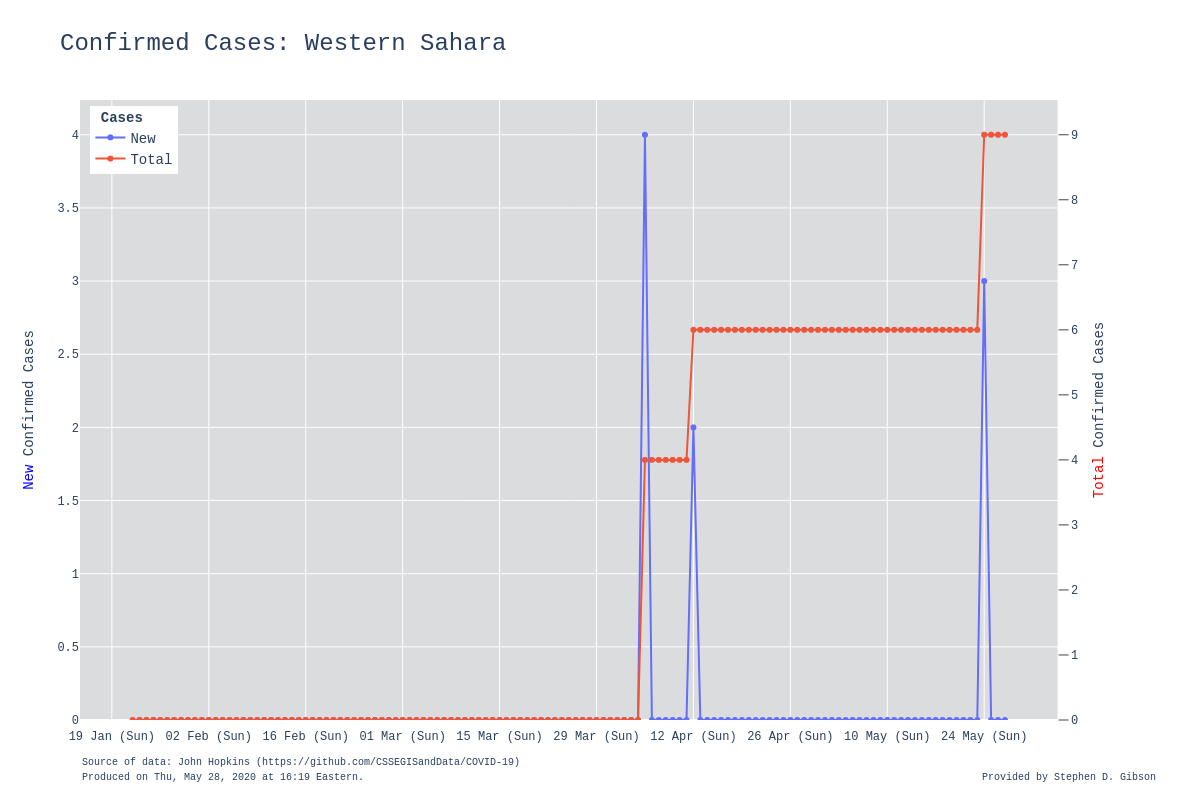 Confirmed Cases: Western Sahara
Cases
New
Total
4
3.5
3
2.5
2
1.5
1
0.5
0
New Confirmed Cases
9
8
7
6
5
4
3
2
1
0
Total Confirmed Cases
19 Jan (Sun) 02 Feb (Sun) 16 Feb (Sun) 01 Mar (Sun) 15 Mar (Sun) 29 Mar (Sun) 12 Apr (Sun) 26 Apr (Sun) 10 May (Sun) 24 May (Sun)
Source of data: John Hopkins (https://github.com/CSSEGISandData/COVID-19)
Produced on Thu, May 28, 2020 at 16:19 Eastern.
Provided by Stephen D. Gibson